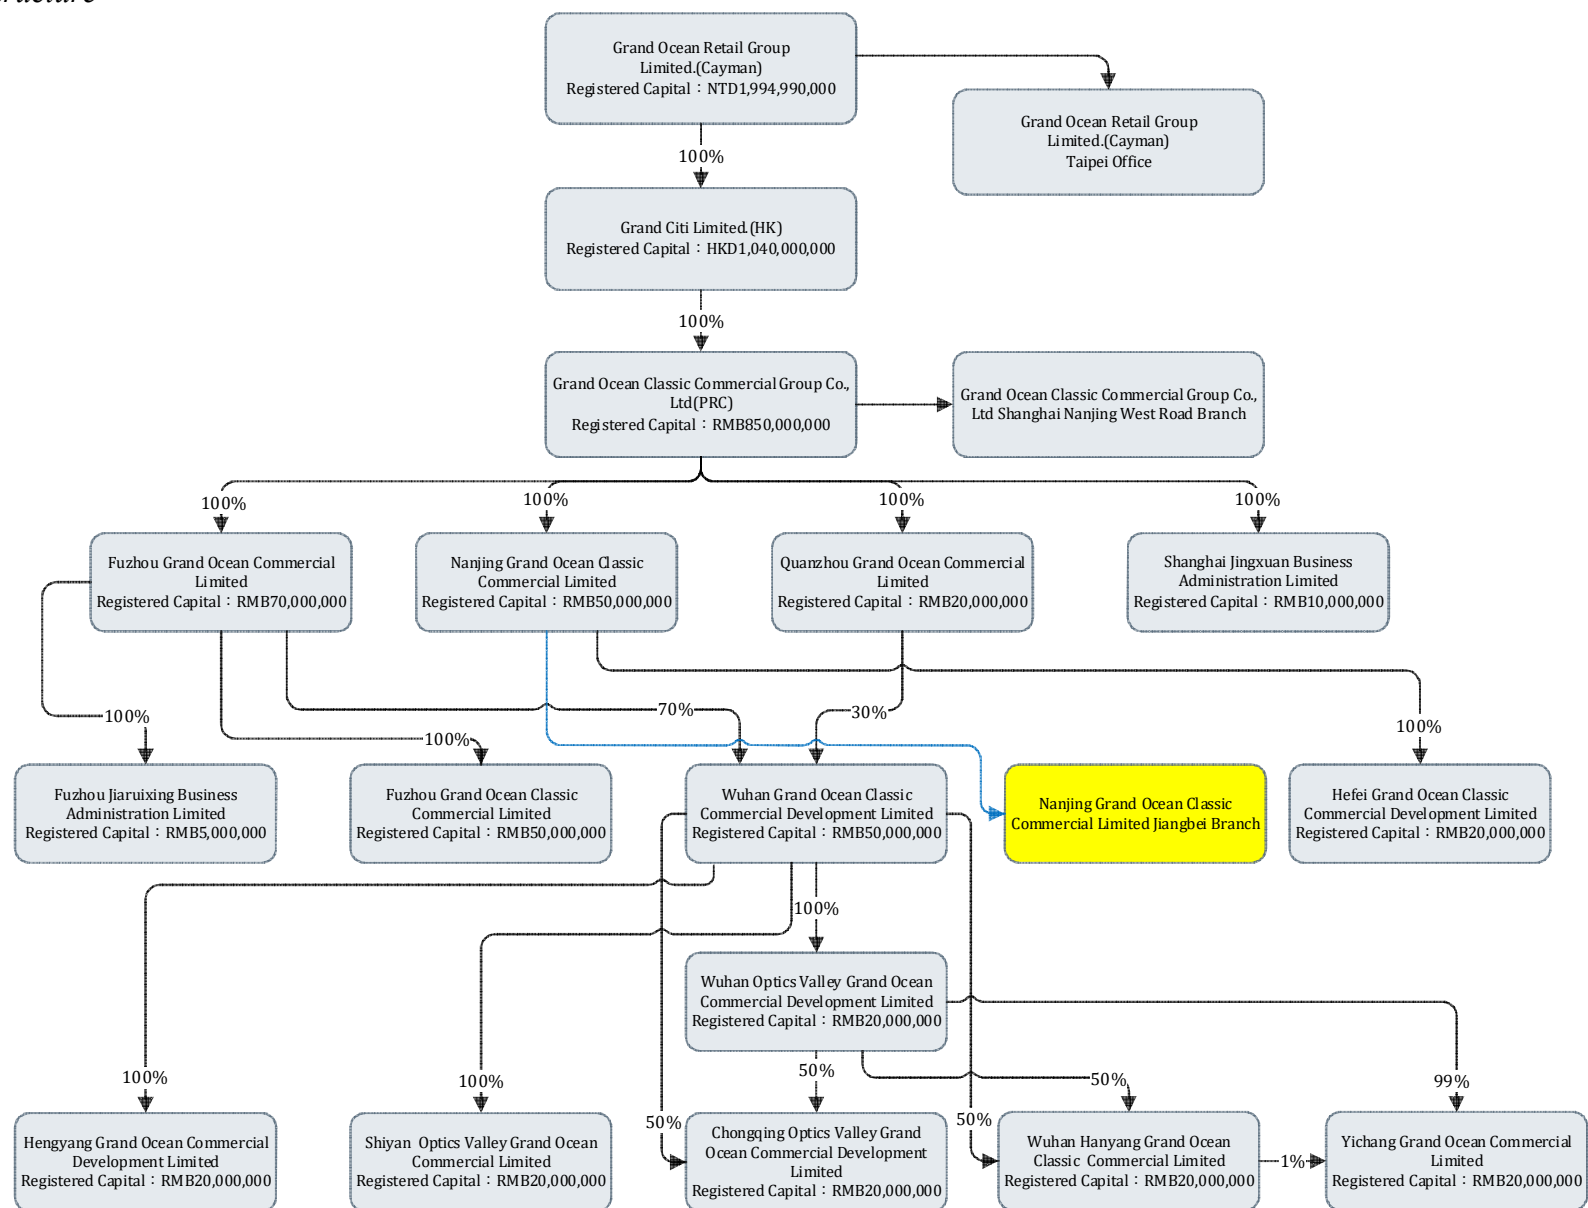 Grand Ocean Retail Group
Limited.(Cayman)
Registered Capital：NTD1,994,990,000
Grand Ocean Retail Group
Limited.(Cayman)
Taipei Office
100%
Grand Citi Limited.(HK)
Registered Capital：HKD1,040,000,000
100%
Grand Ocean Classic Commercial Group Co.,
Ltd(PRC)
Registered Capital：RMB850,000,000
Grand Ocean Classic Commercial Group Co.,
Ltd Shanghai Nanjing West Road Branch
100%
100%
100%
100%
Fuzhou Grand Ocean Commercial
Limited
Registered Capital：RMB70,000,000
Nanjing Grand Ocean Classic
Commercial Limited
Registered Capital：RMB50,000,000
Quanzhou Grand Ocean Commercial
Limited
Registered Capital：RMB20,000,000
Shanghai Jingxuan Business
Administration Limited
Registered Capital：RMB10,000,000
100%
100%
70%
30%
100%
Fuzhou Jiaruixing Business
Administration Limited
Registered Capital：RMB5,000,000
Fuzhou Grand Ocean Classic
Commercial Limited
Registered Capital：RMB50,000,000
Wuhan Grand Ocean Classic
Commercial Development Limited
Registered Capital：RMB50,000,000
Nanjing Grand Ocean Classic
Commercial Limited Jiangbei Branch
Hefei Grand Ocean Classic
Commercial Development Limited
Registered Capital：RMB20,000,000
100%
Wuhan Optics Valley Grand Ocean
Commercial Development Limited
Registered Capital：RMB20,000,000
100%
100%
50%
50%
50%
50%
99%
Hengyang Grand Ocean Commercial
Development Limited
Registered Capital：RMB20,000,000
Shiyan Optics Valley Grand Ocean
Commercial Limited
Registered Capital：RMB20,000,000
Chongqing Optics Valley Grand
Ocean Commercial Development
Limited
Registered Capital：RMB20,000,000
Wuhan Hanyang Grand Ocean
Classic Commercial Limited
Registered Capital：RMB20,000,000
1%
Yichang Grand Ocean Commercial
Limited
Registered Capital：RMB20,000,000